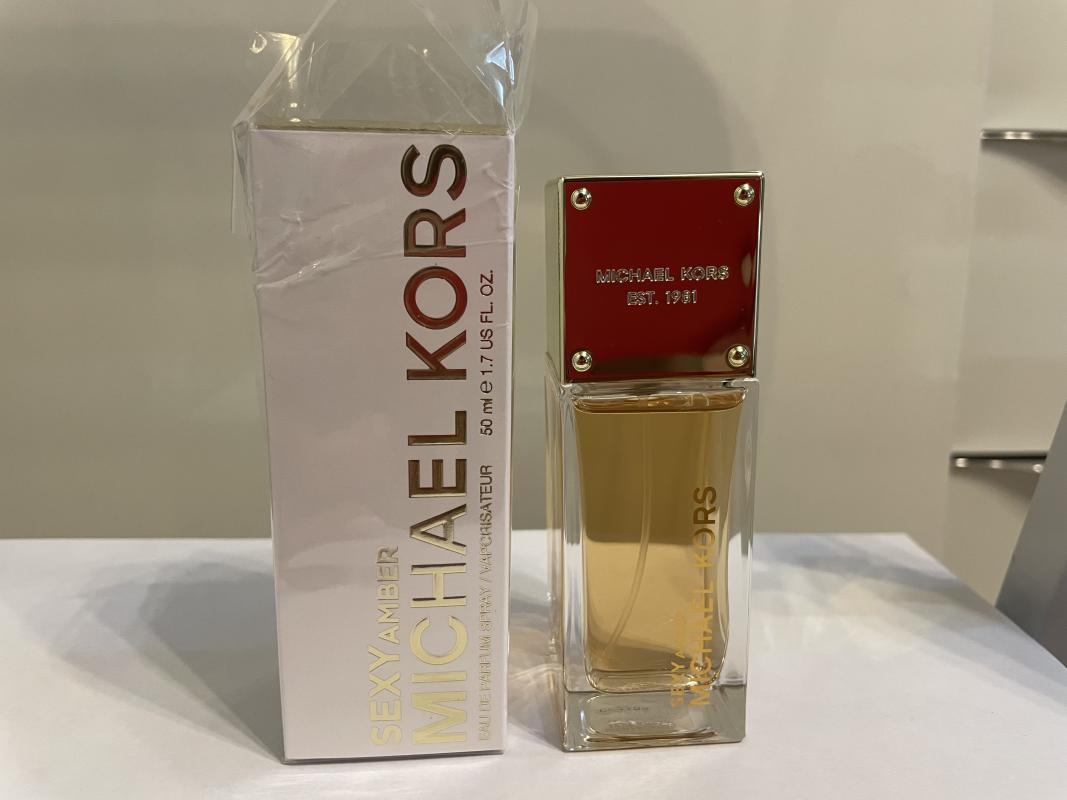 SEXY AMBER
MICHAEL KORS
EAU DE PARFUM SPRAY / VAPORISATEUR 50 ml e 1.7 US FL. OZ.
MICHAEL KORS
EST. 1981
SEXY AMBER
MICHAEL KORS